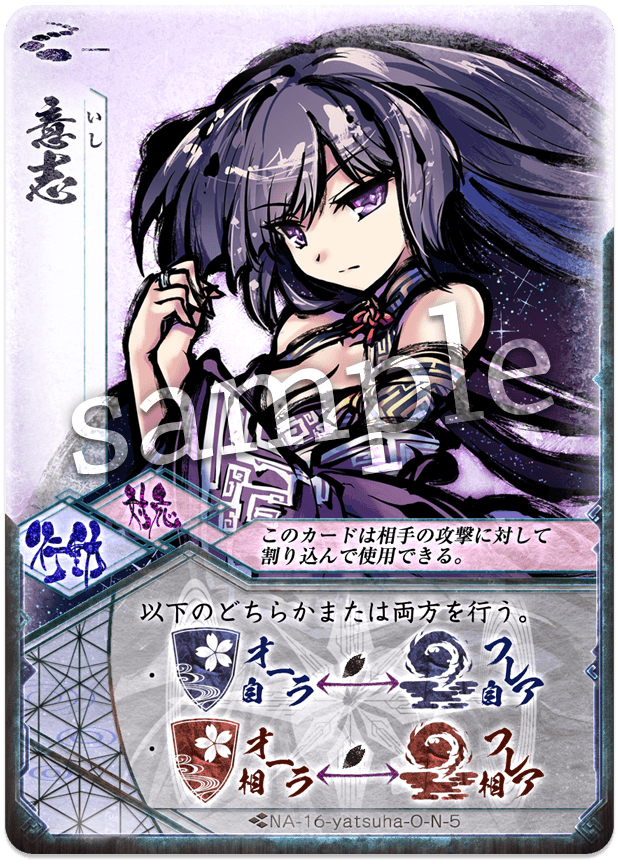 一
意志
いし
sample
対応
行動
このカードは相手の攻撃に対して
割り込んで使用できる。
以下のどちらかまたは両方を行う。
・自オーラ ⟷ 自フレア
・相オーラ ⟷ 相フレア
NA-16-yatsuha-O-N-5